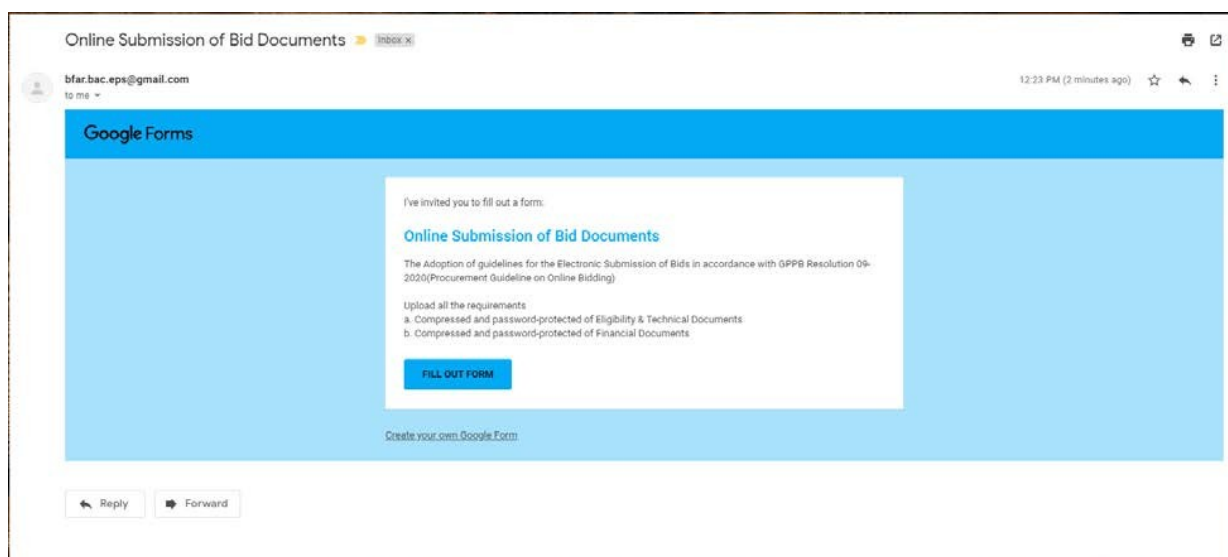 Online Submission of Bid Documents
Inbox x
bfar.bac.eps@gmail.com
12:23 PM (2 minutes ago)
to me
Google Forms
I've invited you to fill out a form:
Online Submission of Bid Documents
The Adoption of guidelines for the Electronic Submission of Bids in accordance with GPPB Resolution 09-
2020(Procurement Guideline on Online Bidding)
Upload all the requirements
a. Compressed and password-protected of Eligibility & Technical Documents
b. Compressed and password-protected of Financial Documents
FILL OUT FORM
Create your own Google Form
Reply
Forward